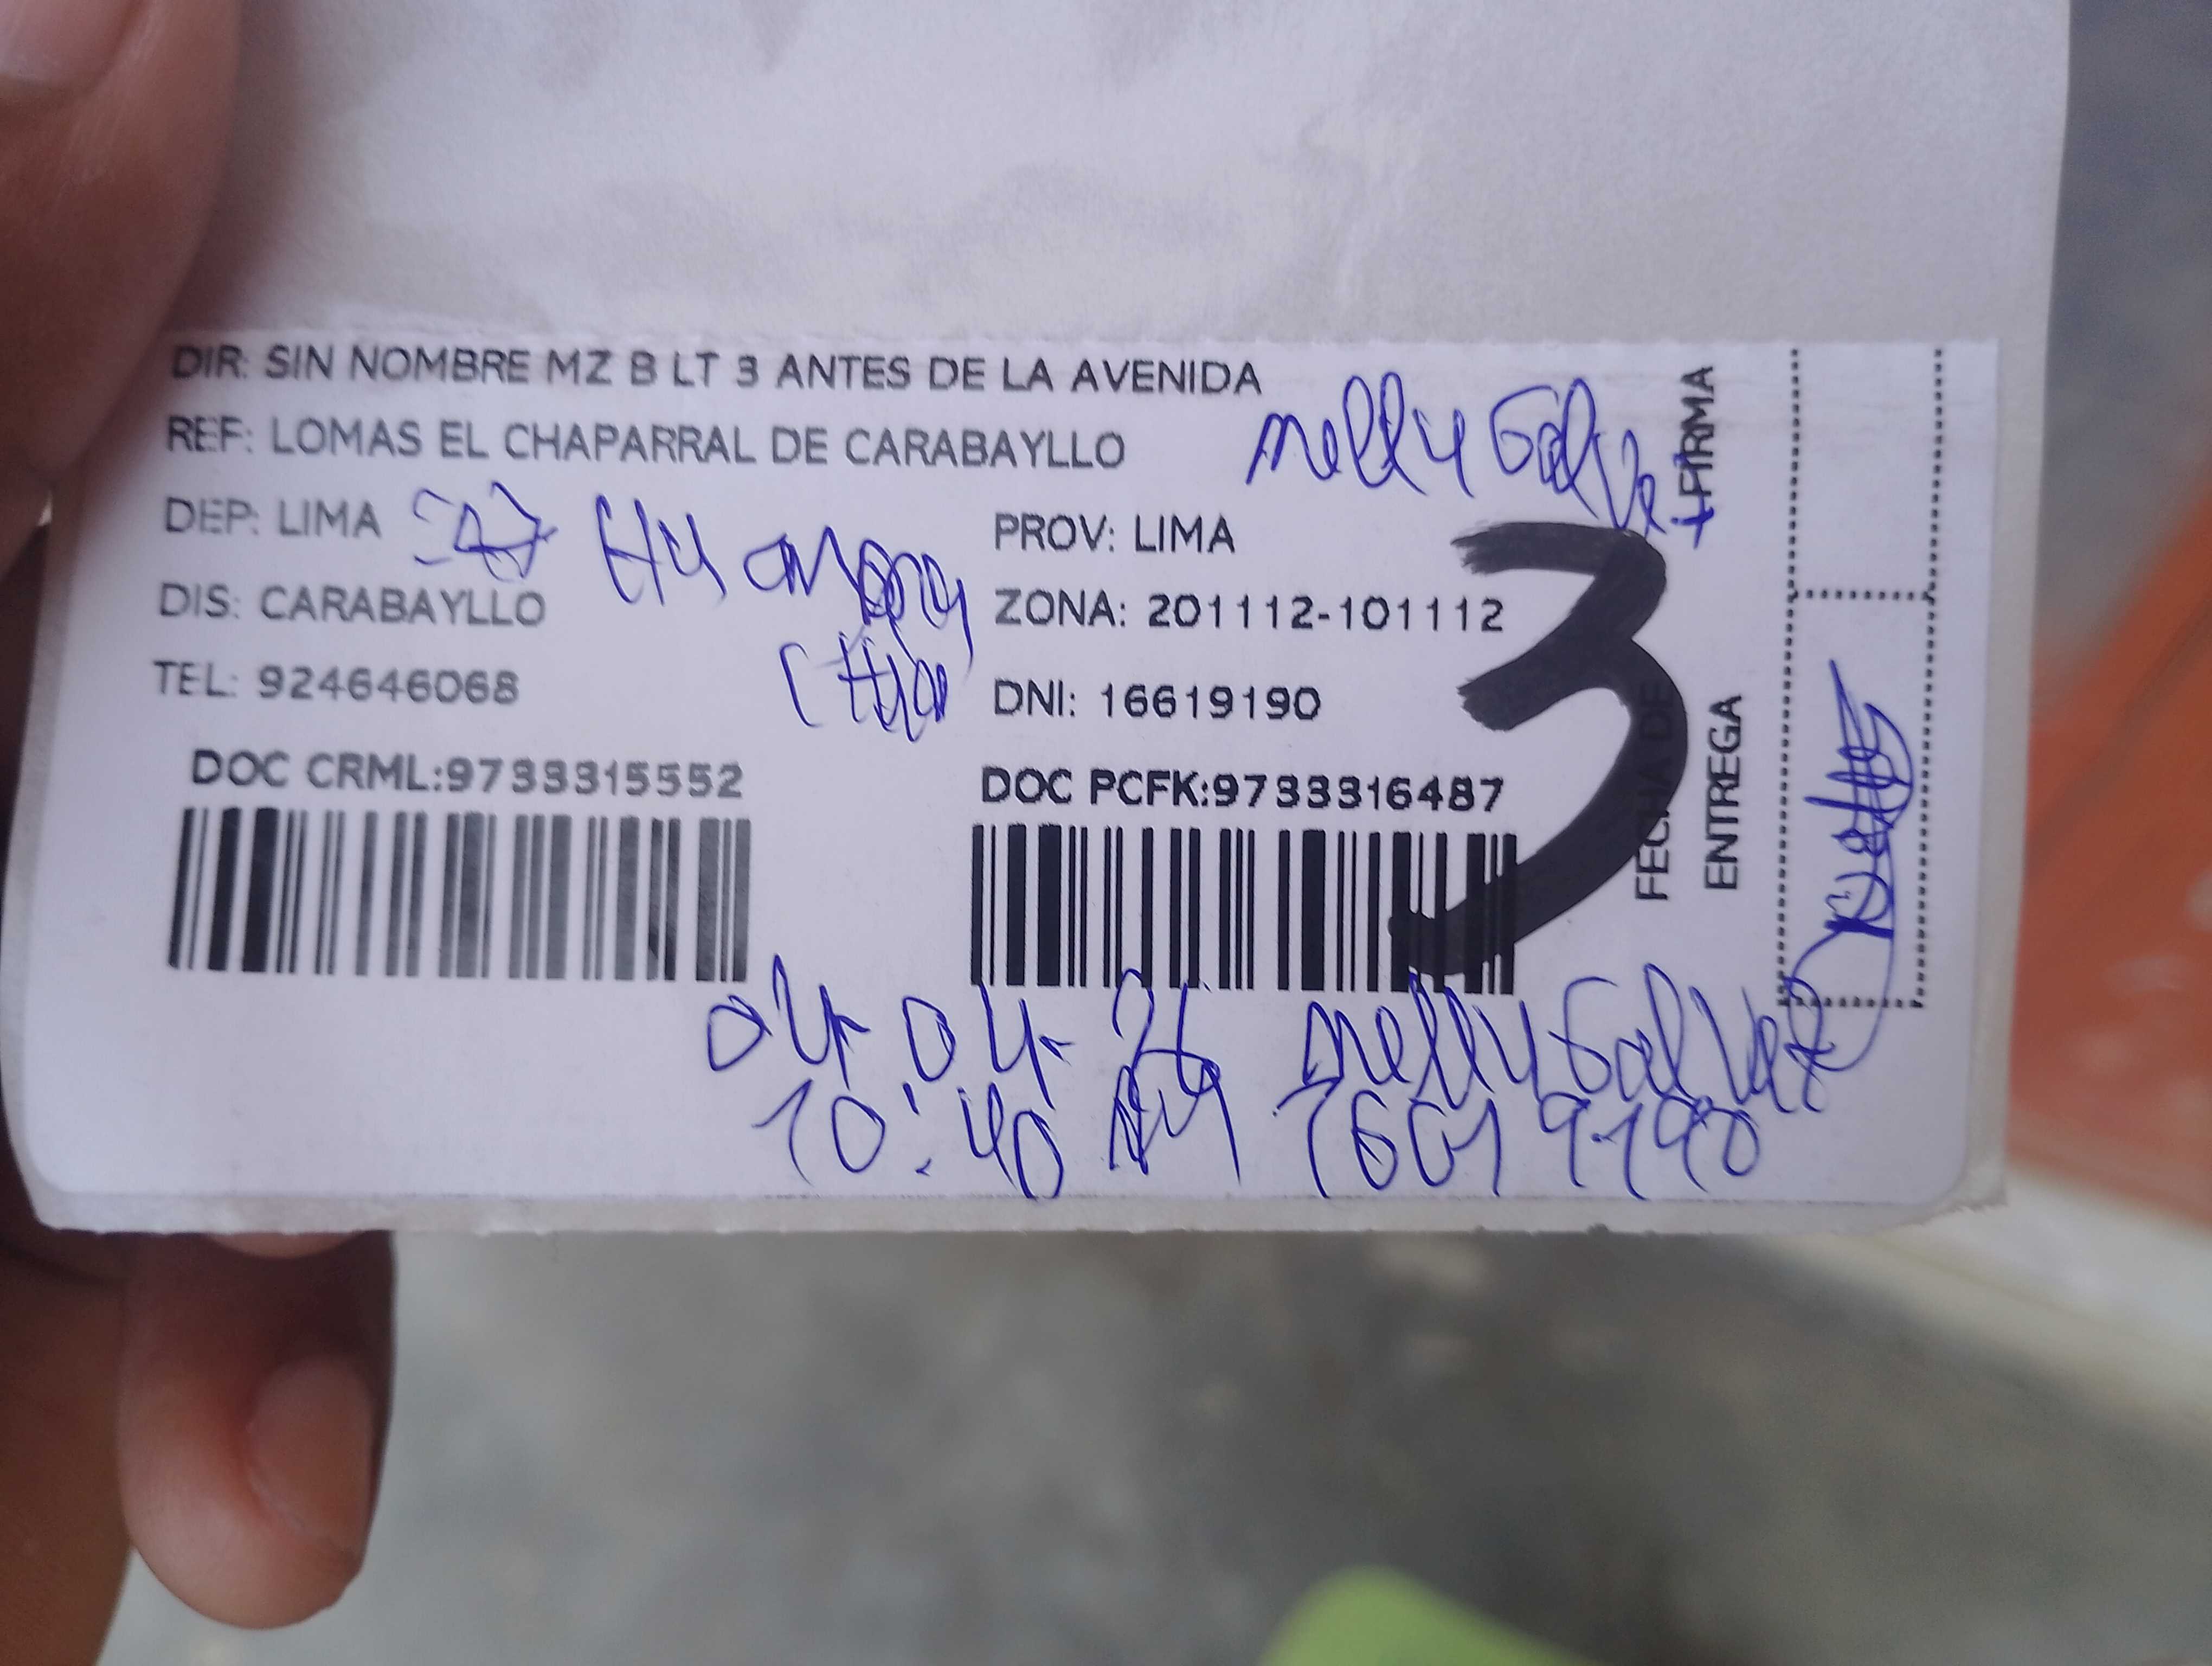 DIR: SIN NOMBRE MZ B LT 3 ANTES DE LA AVENIDA
REF: LOMAS EL CHAPARRAL DE CARABAYLLO
nelly Galvez
FIRMA
DEP: LIMA
PROV: LIMA
DIS: CARABAYLLO
ZONA: 201112-101112
TEL: 924646068
DNI: 16619190
3
FECHA DE
ENTREGA
DOC CRML:9733315552
DOC PCFK:9733316487
04-04-26 nelly Galvez
10:40 AM